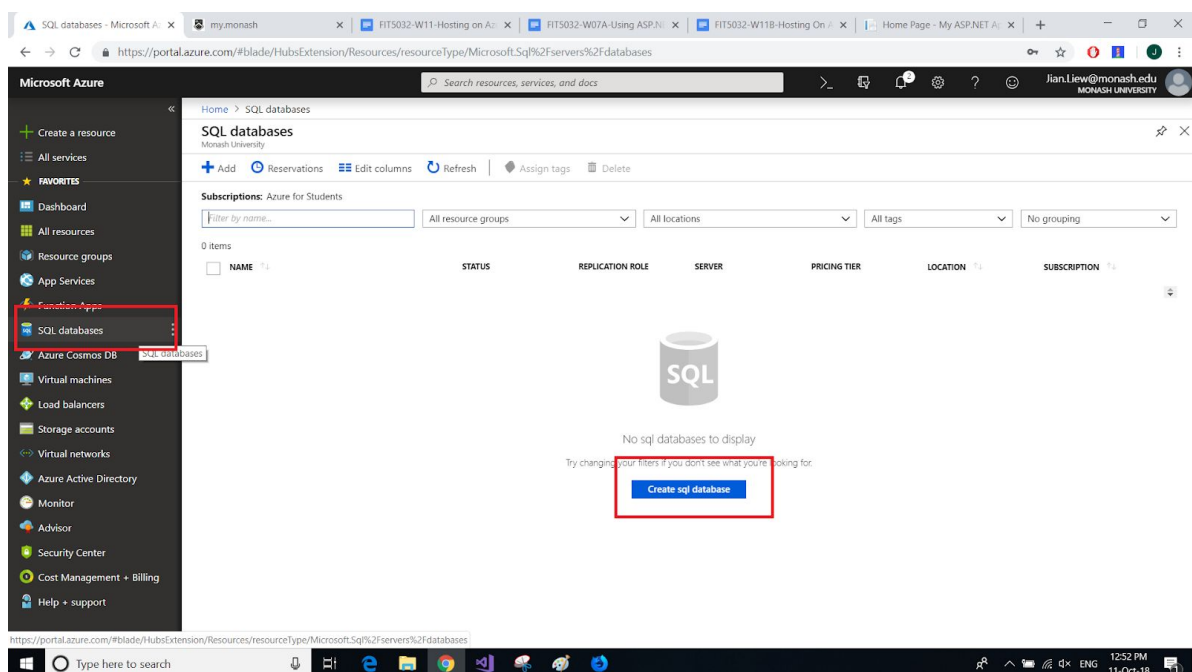 SQL databases - Microsoft A
my.monash
FIT5032-W11-Hosting on Az
FIT5032-W07A-Using ASP.N
FIT5032-W11B-Hosting On A
Home Page - My ASP.NET A
https://portal.azure.com/#blade/HubsExtension/Resources/resourceType/Microsoft.Sql%2Fservers%2Fdatabases
Microsoft Azure
Search resources, services, and docs
Jian.Liew@monash.edu
MONASH UNIVERSITY
Create a resource
All services
FAVORITES
Dashboard
All resources
Resource groups
App Services
Function Apps
SQL databases
Azure Cosmos DB
SQL databases
Virtual machines
Load balancers
Storage accounts
Virtual networks
Azure Active Directory
Monitor
Advisor
Security Center
Cost Management + Billing
Help + support
Home > SQL databases
SQL databases
Monash University
Add Reservations Edit columns Refresh Assign tags Delete
Subscriptions: Azure for Students
Filter by name... All resource groups All locations All tags No grouping
0 items
NAME STATUS REPLICATION ROLE SERVER PRICING TIER LOCATION SUBSCRIPTION
SQL
No sql databases to display
Try changing your filters if you don't see what you're looking for.
Create sql database
https://portal.azure.com/#blade/HubsExtension/Resources/resourceType/Microsoft.Sql%2Fservers%2Fdatabases
Type here to search
ENG
12:52 PM
11-Oct-18